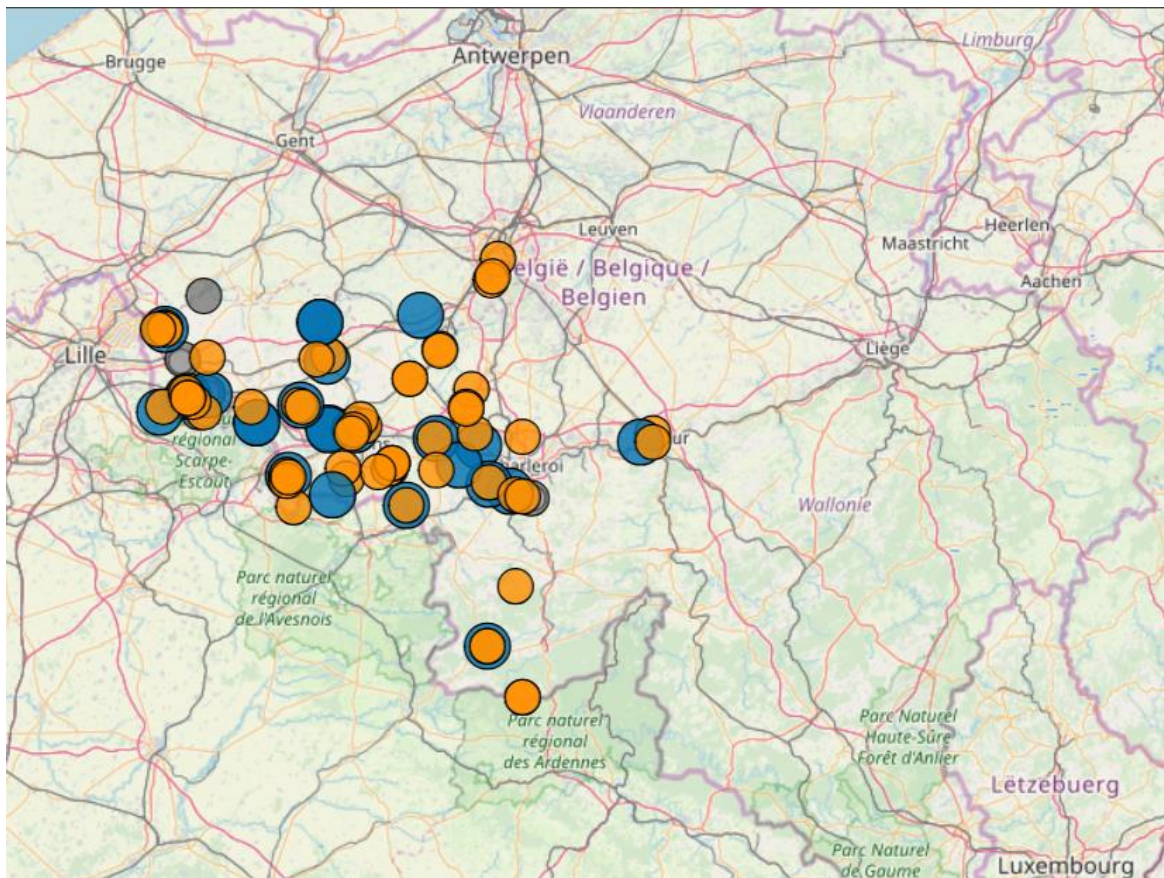 Limburg
Antwerpen
Brugge
Vlaanderen
Gent
Heerlen
Leuven
Maastricht
Aachen
België / Belgique /
Belgien
Lille
Liège
régional
Scarpe-
Escaut
Wallonie
Parc naturel
régional
de l'Avesnois
Parc naturel
régional
des Ardennes
Parc Naturel
Haute-Sûre
Forêt d'Anlier
Lëtzebuerg
Parc Naturel
de Gaume
Luxembourg